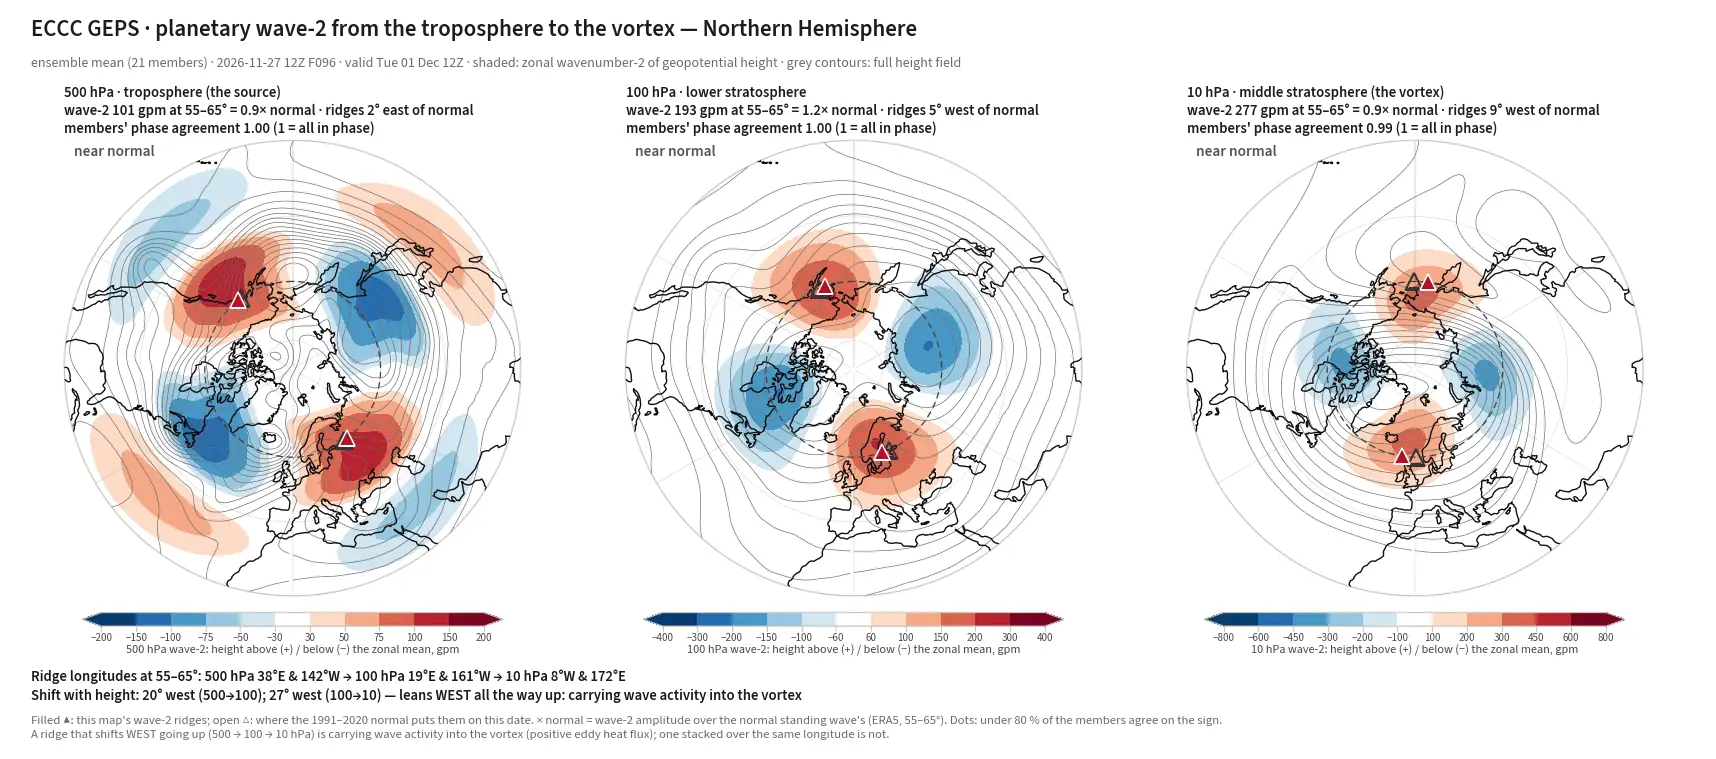 ECCC GEPS · planetary wave-2 from the troposphere to the vortex — Northern Hemisphere
ensemble mean (21 members) · 2026-11-27 12Z F096 · valid Tue 01 Dec 12Z · shaded: zonal wavenumber-2 of geopotential height · grey contours: full height field
500 hPa · troposphere (the source)
wave-2 101 gpm at 55–65° = 0.9× normal · ridges 2° east of normal
members' phase agreement 1.00 (1 = all in phase)
near normal
100 hPa · lower stratosphere
wave-2 193 gpm at 55–65° = 1.2× normal · ridges 5° west of normal
members' phase agreement 1.00 (1 = all in phase)
near normal
10 hPa · middle stratosphere (the vortex)
wave-2 277 gpm at 55–65° = 0.9× normal · ridges 9° west of normal
members' phase agreement 0.99 (1 = all in phase)
near normal
−200 −150 −100 −75 −50 −30 30 50 75 100 150 200
500 hPa wave-2: height above (+) / below (−) the zonal mean, gpm
−400 −300 −200 −150 −100 −60 60 100 150 200 300 400
100 hPa wave-2: height above (+) / below (−) the zonal mean, gpm
−800 −600 −450 −300 −200 −100 100 200 300 450 600 800
10 hPa wave-2: height above (+) / below (−) the zonal mean, gpm
Ridge longitudes at 55–65°: 500 hPa 38°E & 142°W → 100 hPa 19°E & 161°W → 10 hPa 8°W & 172°E
Shift with height: 20° west (500→100); 27° west (100→10) — leans WEST all the way up: carrying wave activity into the vortex
Filled ▲: this map's wave-2 ridges; open △: where the 1991–2020 normal puts them on this date. × normal = wave-2 amplitude over the normal standing wave's (ERA5, 55–65°). Dots: under 80 % of the members agree on the sign.
A ridge that shifts WEST going up (500 → 100 → 10 hPa) is carrying wave activity into the vortex (positive eddy heat flux); one stacked over the same longitude is not.